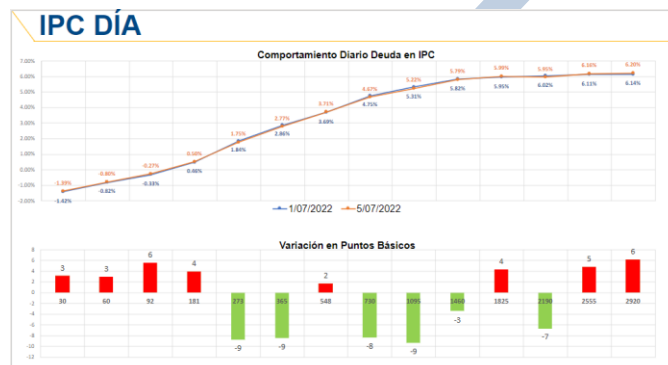 IPC DÍA
Comportamiento Diario Deuda en IPC
7.00%
6.00%
5.00%
4.00%
3.00%
2.00%
1.00%
0.00%
-1.00%
-2.00%
-1.39% -0.80% -0.27% 0.50% 1.75% 2.77% 3.71% 4.67% 5.22% 5.79% 5.99% 5.95% 6.16% 6.20%
-1.42% -0.82% -0.33% 0.46% 1.84% 2.86% 3.69% 4.75% 5.31% 5.82% 5.95% 6.02% 6.11% 6.14%
1/07/2022 5/07/2022
Variación en Puntos Básicos
8
6
4
2
0
-2
-4
-6
-8
-10
-12
3 3 6 4 2 4 5 6
30 60 92 181 273 365 548 730 1095 1460 1825 2190 2555 2920
-9 -9 -8 -9 -3 -7